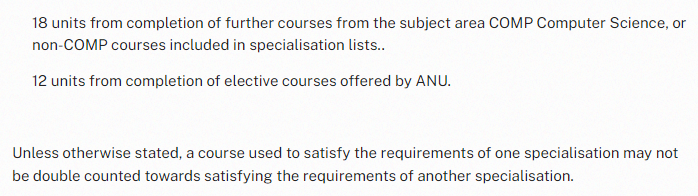 18 units from completion of further courses from the subject area COMP Computer Science, or
non-COMP courses included in specialisation lists..
12 units from completion of elective courses offered by ANU.
Unless otherwise stated, a course used to satisfy the requirements of one specialisation may not
be double counted towards satisfying the requirements of another specialisation.